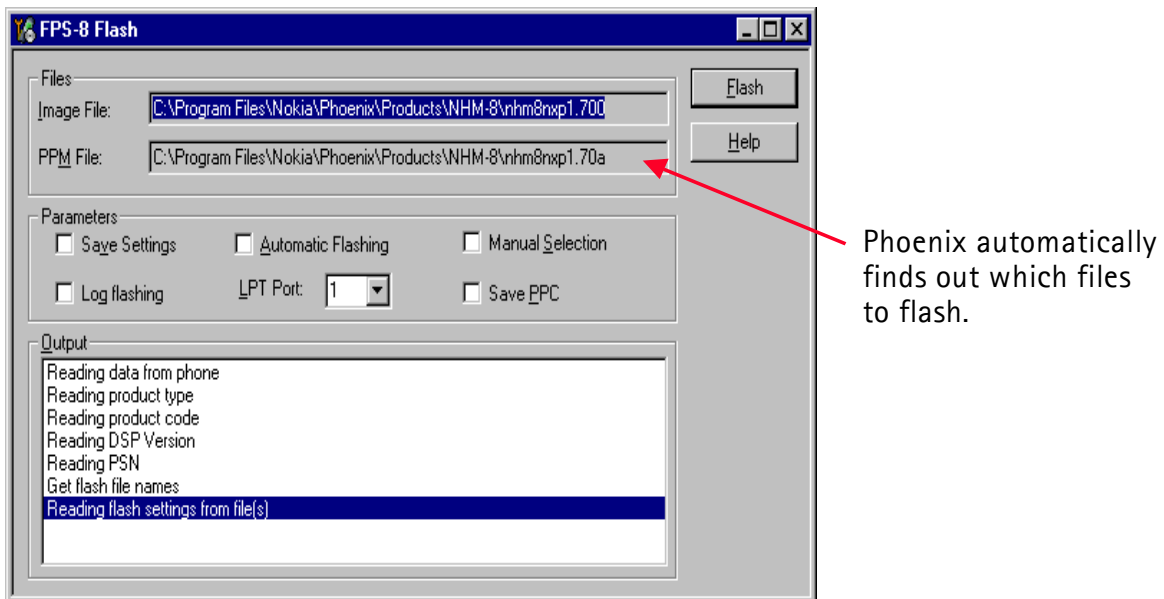 FPS-8 Flash
Files
Image File: C:\Program Files\Nokia\Phoenix\Products\NHM-8\nhm8nxp1.700
PPM File: C:\Program Files\Nokia\Phoenix\Products\NHM-8\nhm8nxp1.70a
Flash
Help
Phoenix automatically
finds out which files
to flash.
Parameters
Save Settings
Automatic Flashing
Manual Selection
Log flashing
LPT Port: 1
Save PPC
Output
Reading data from phone
Reading product type
Reading product code
Reading DSP Version
Reading PSN
Get flash file names
Reading flash settings from file(s)